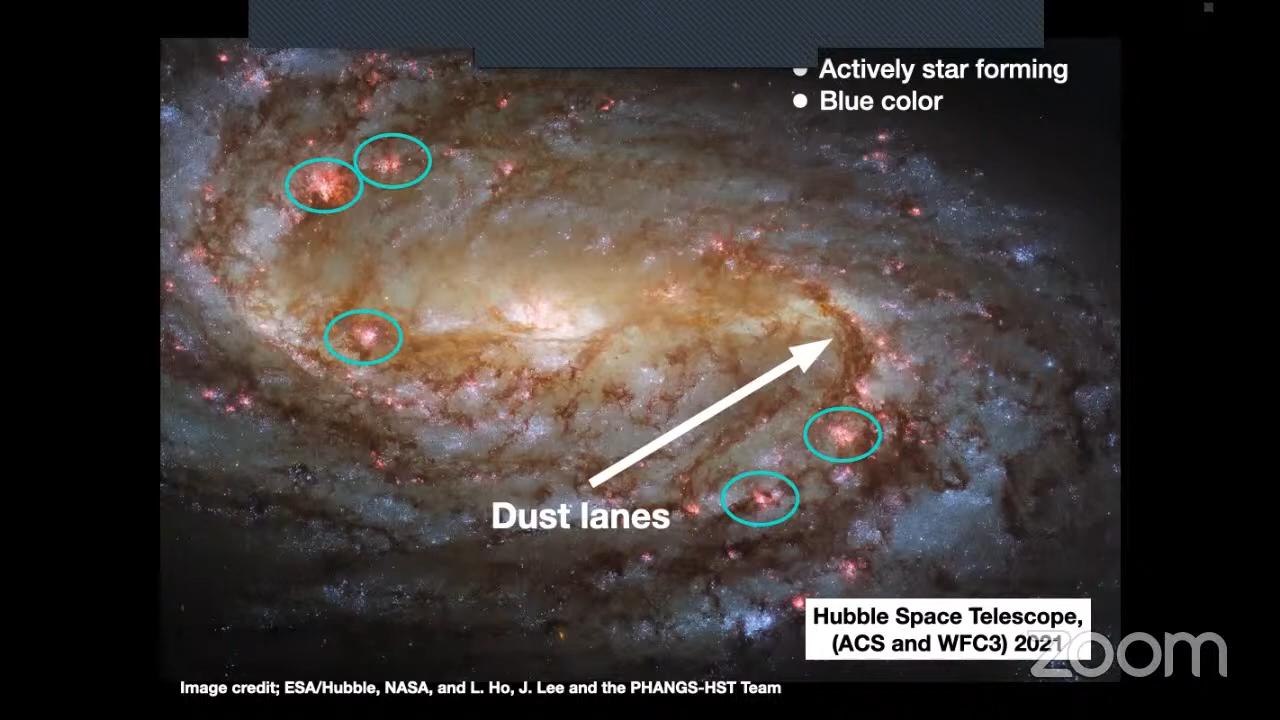 Actively star forming
Blue color
Dust lanes
Hubble Space Telescope,
(ACS and WFC3) 2021
zoom
Image credit; ESA/Hubble, NASA, and L. Ho, J. Lee and the PHANGS-HST Team